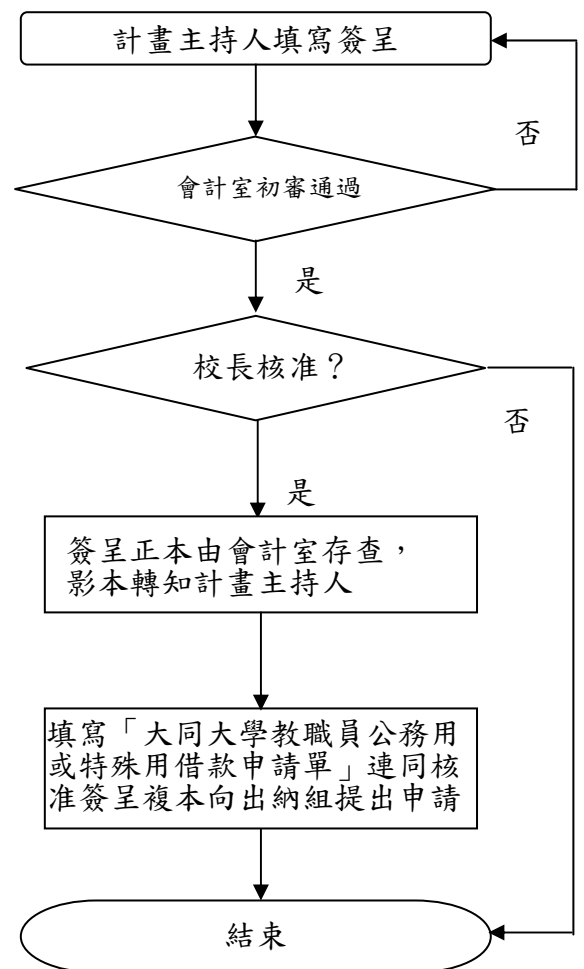 計畫主持人填寫簽呈
否
會計室初審通過
是
校長核准？
否
是
簽呈正本由會計室存查，
影本轉知計畫主持人
填寫「大同大學教職員公務用
或特殊用借款申請單」連同核
准簽呈複本向出納組提出申請
結束